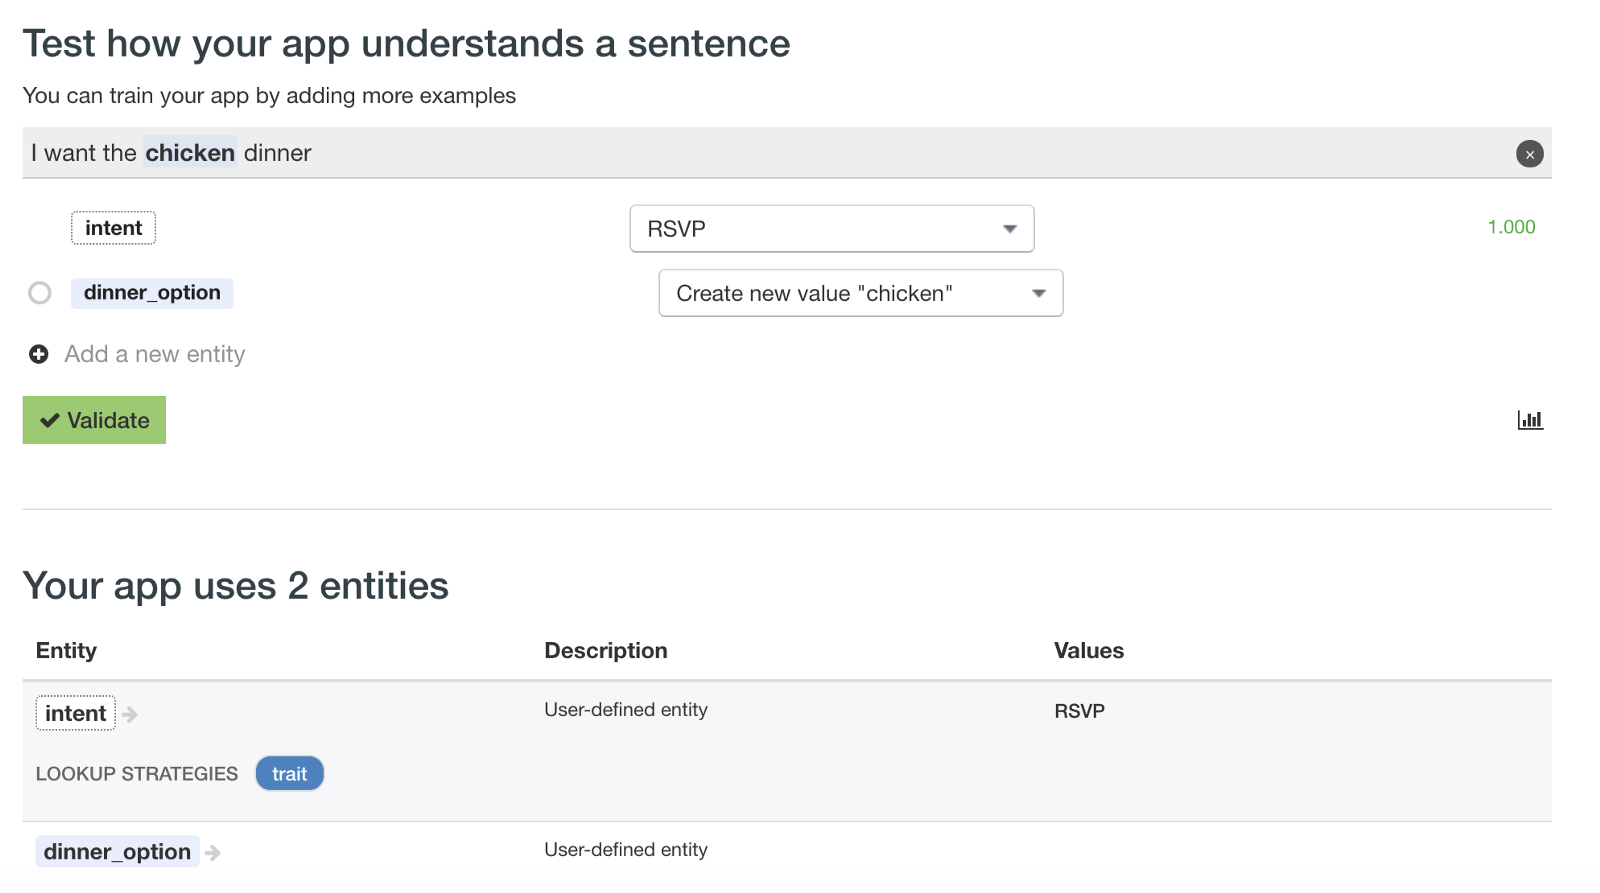 Test how your app understands a sentence
You can train your app by adding more examples
I want the chicken dinner
intent RSVP 1.000
dinner_option Create new value "chicken"
Add a new entity
Validate
Your app uses 2 entities
Entity Description Values
intent User-defined entity RSVP
LOOKUP STRATEGIES trait
dinner_option User-defined entity